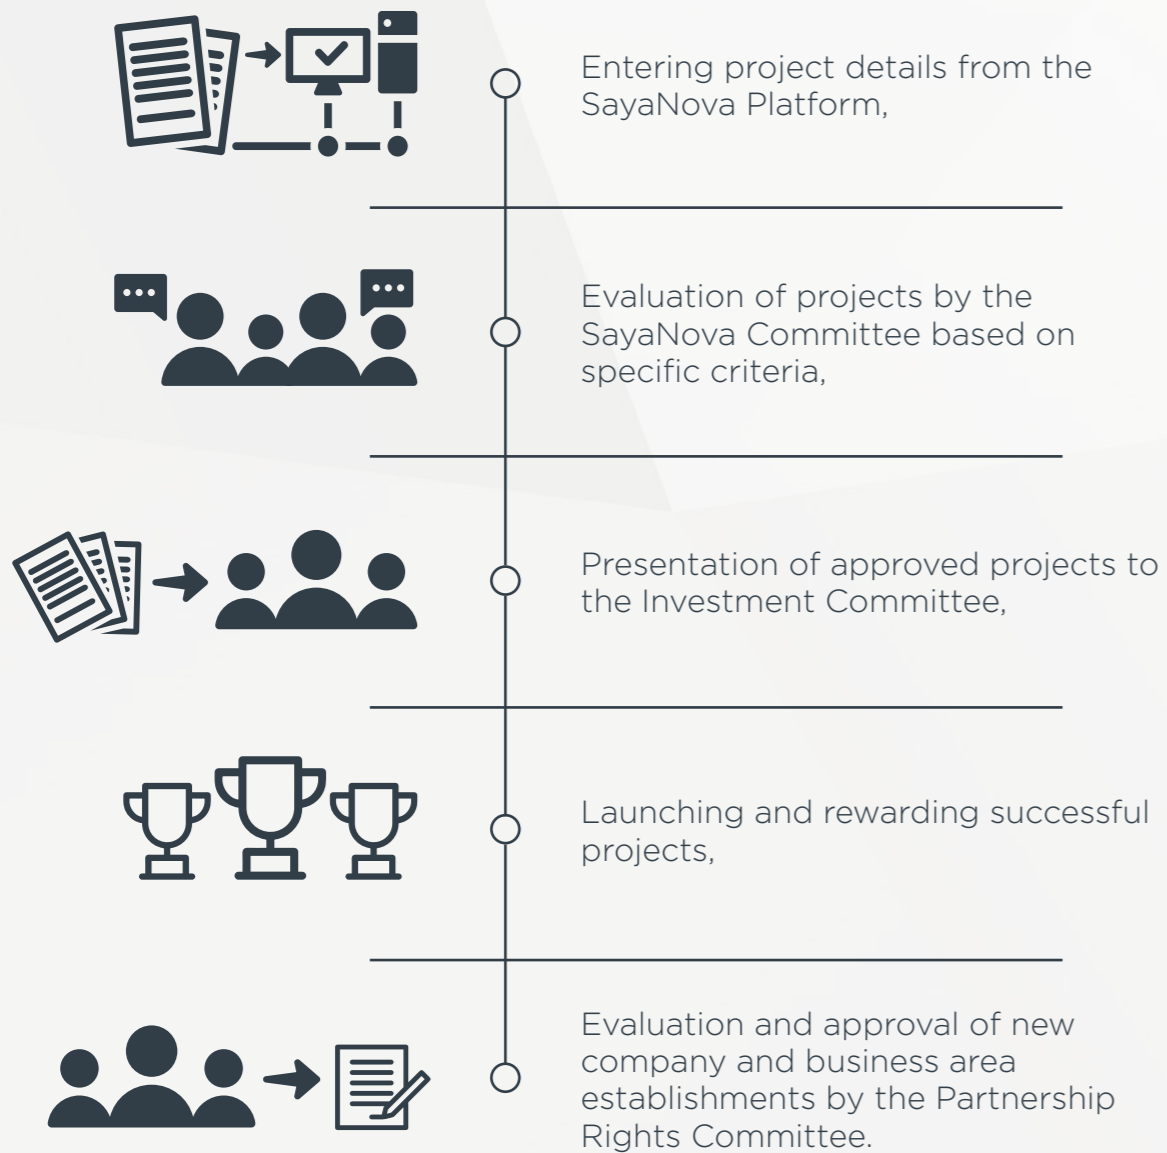 Entering project details from the
SayaNova Platform,
Evaluation of projects by the
SayaNova Committee based on
specific criteria,
Presentation of approved projects to
the Investment Committee,
Launching and rewarding successful
projects,
Evaluation and approval of new
company and business area
establishments by the Partnership
Rights Committee.